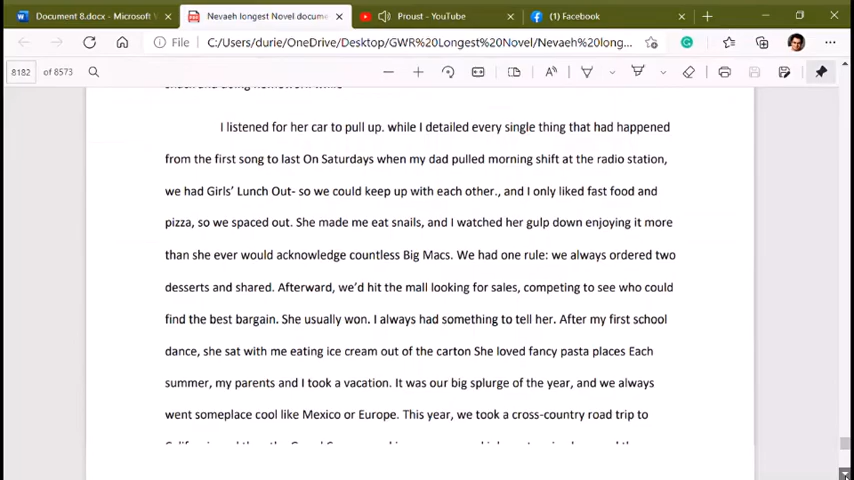 Document 8.docx - Microsoft W
Nevaeh longest Novel docume
Proust - YouTube
(1) Facebook
File
C:/Users/durie/OneDrive/Desktop/GWR%20Longest%20Novel/Nevaeh%20long...
8182 of 8573
snack and doing homework while
I listened for her car to pull up. while I detailed every single thing that had happened
from the first song to last On Saturdays when my dad pulled morning shift at the radio station,
we had Girls' Lunch Out- so we could keep up with each other., and I only liked fast food and
pizza, so we spaced out. She made me eat snails, and I watched her gulp down enjoying it more
than she ever would acknowledge countless Big Macs. We had one rule: we always ordered two
desserts and shared. Afterward, we'd hit the mall looking for sales, competing to see who could
find the best bargain. She usually won. I always had something to tell her. After my first school
dance, she sat with me eating ice cream out of the carton She loved fancy pasta places Each
summer, my parents and I took a vacation. It was our big splurge of the year, and we always
went someplace cool like Mexico or Europe. This year, we took a cross-country road trip to